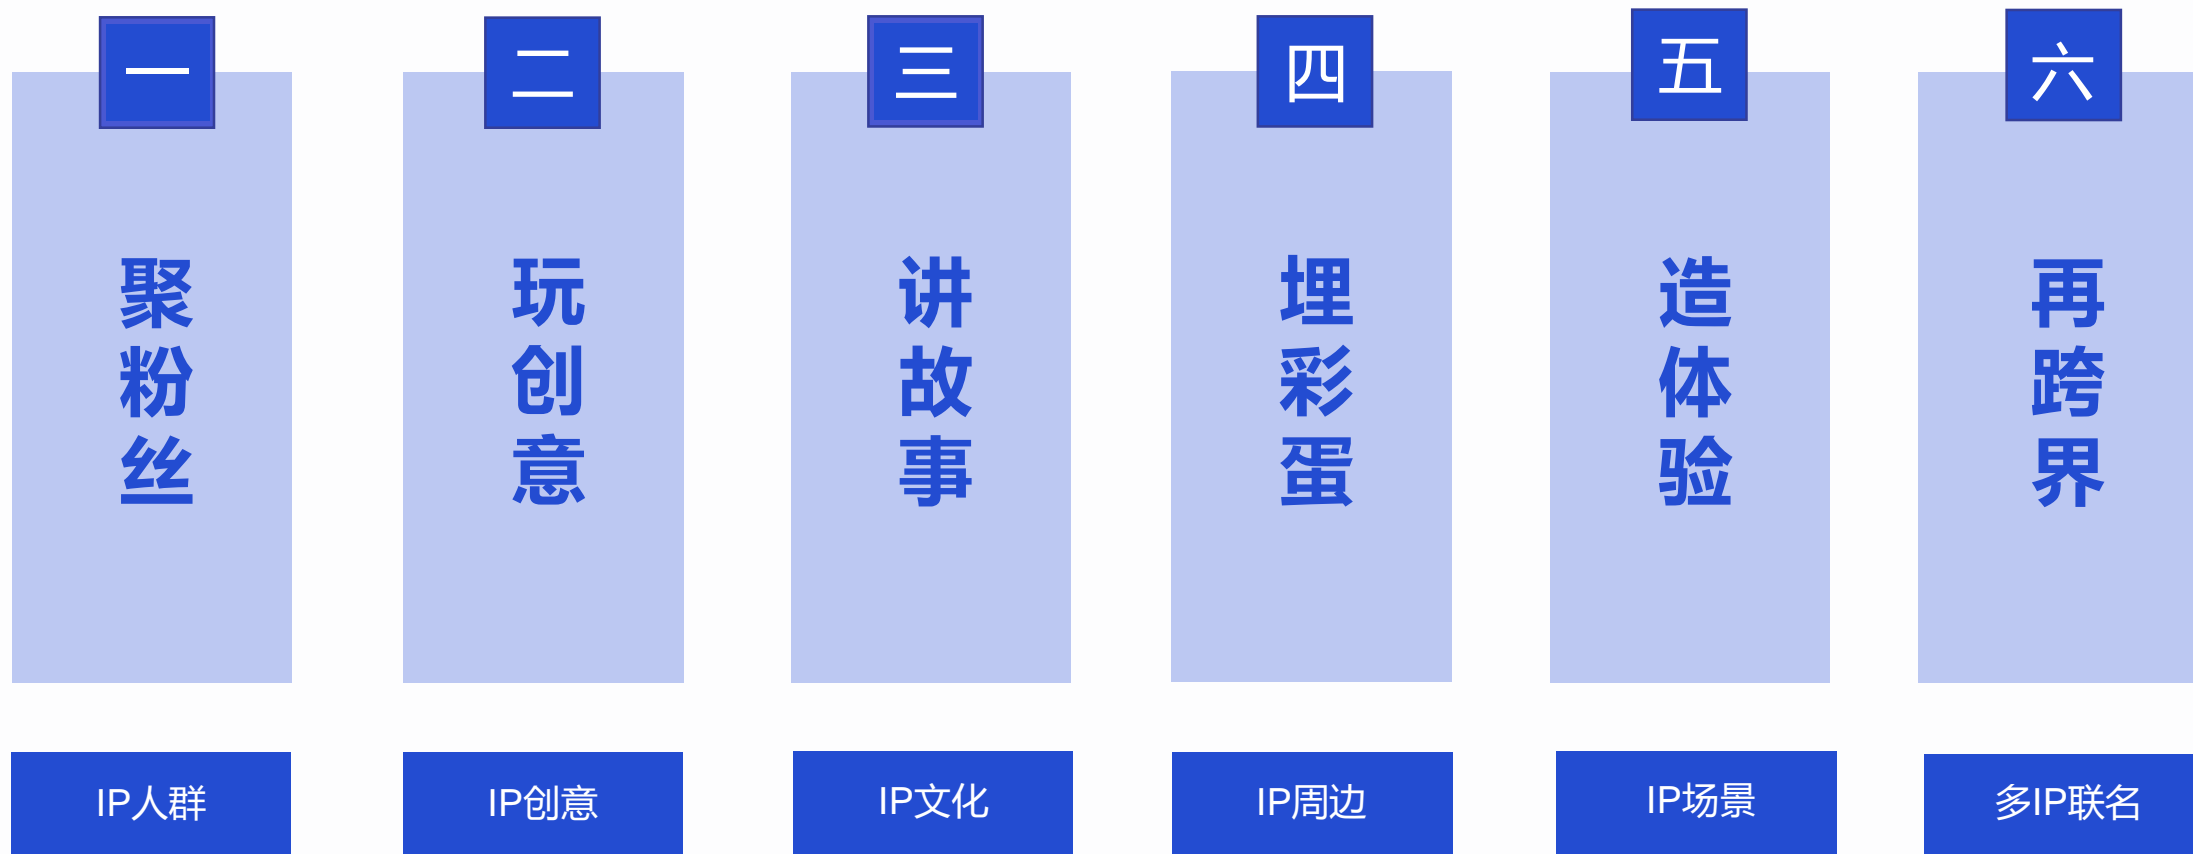 一
聚粉丝
IP人群
二
玩创意
IP创意
三
讲故事
IP文化
四
埋彩蛋
IP周边
五
造体验
IP场景
六
再跨界
多IP联名